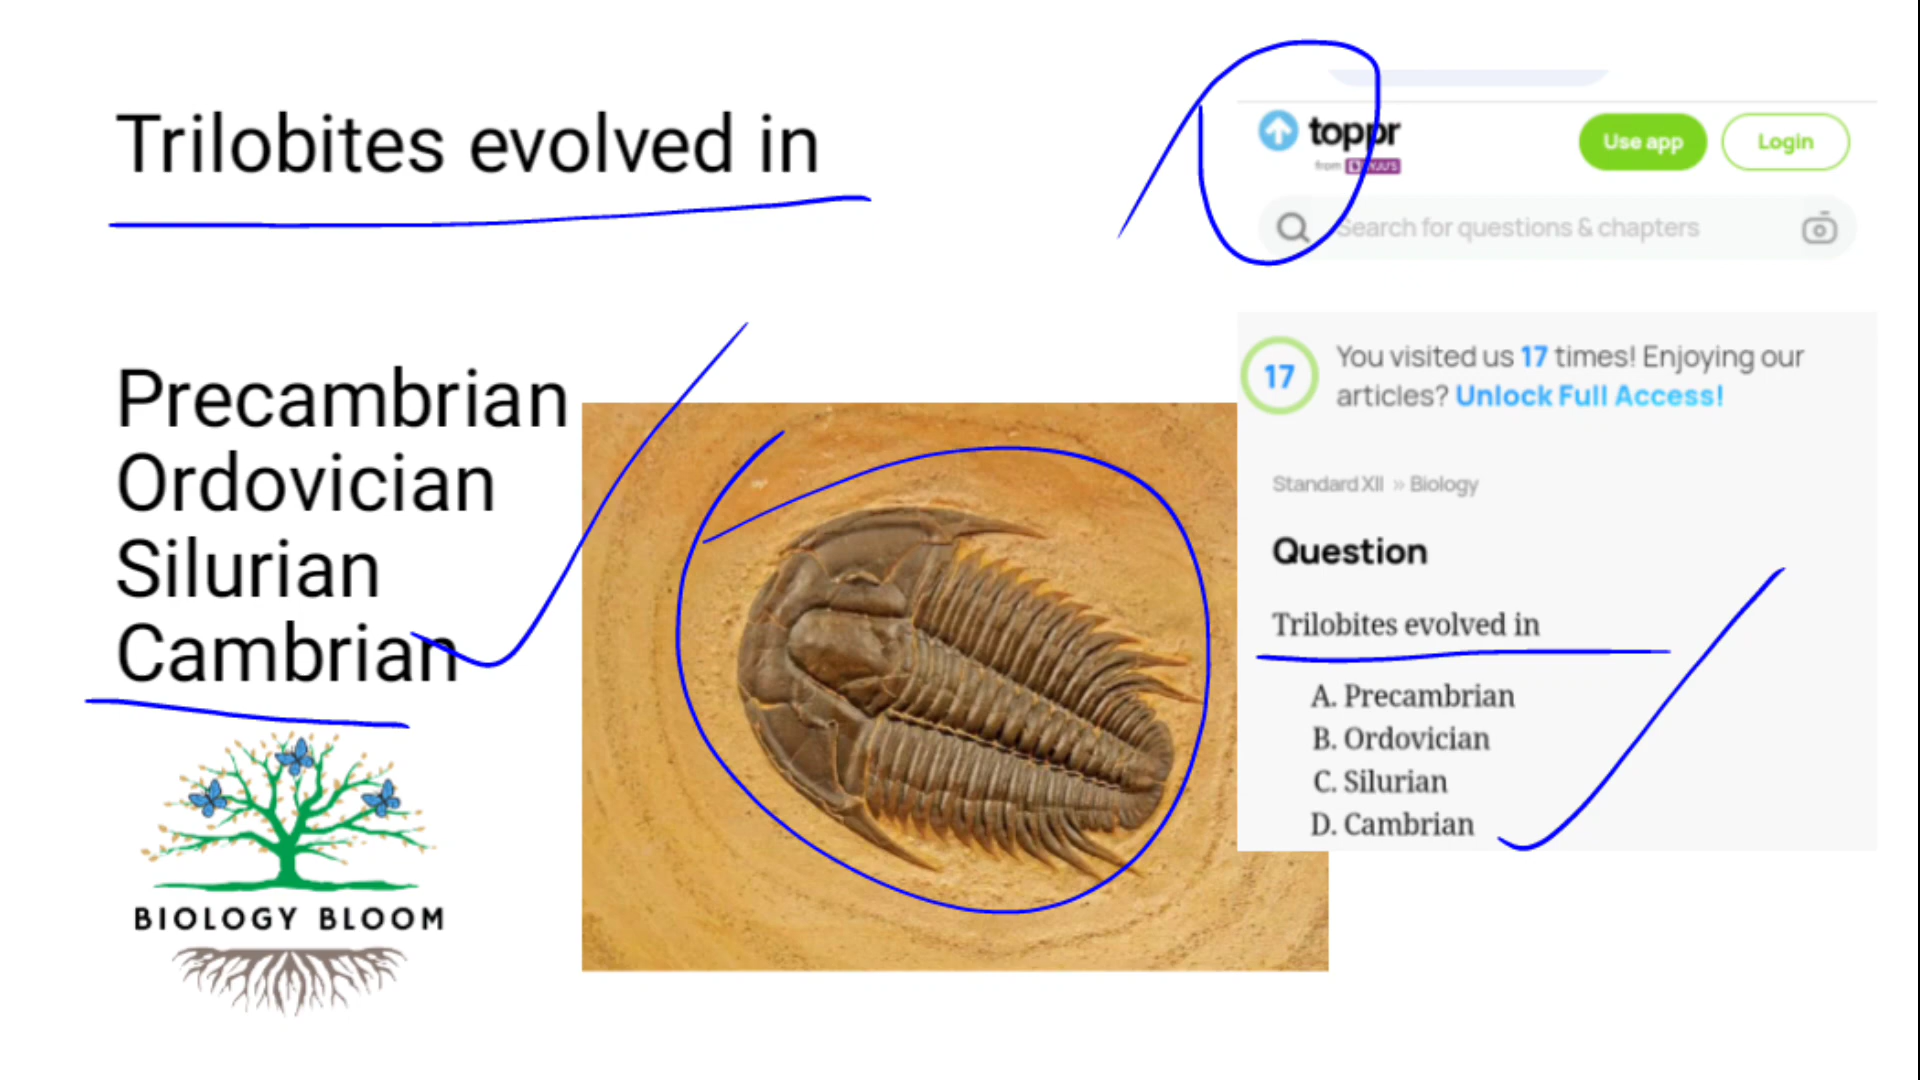 Trilobites evolved in
Precambrian
Ordovician
Silurian
Cambrian
BIOLOGY BLOOM
toppr
from BYJU'S
Use app
Login
Search for questions & chapters
17
You visited us 17 times! Enjoying our
articles? Unlock Full Access!
Standard XII » Biology
Question
Trilobites evolved in
A. Precambrian
B. Ordovician
C. Silurian
D. Cambrian